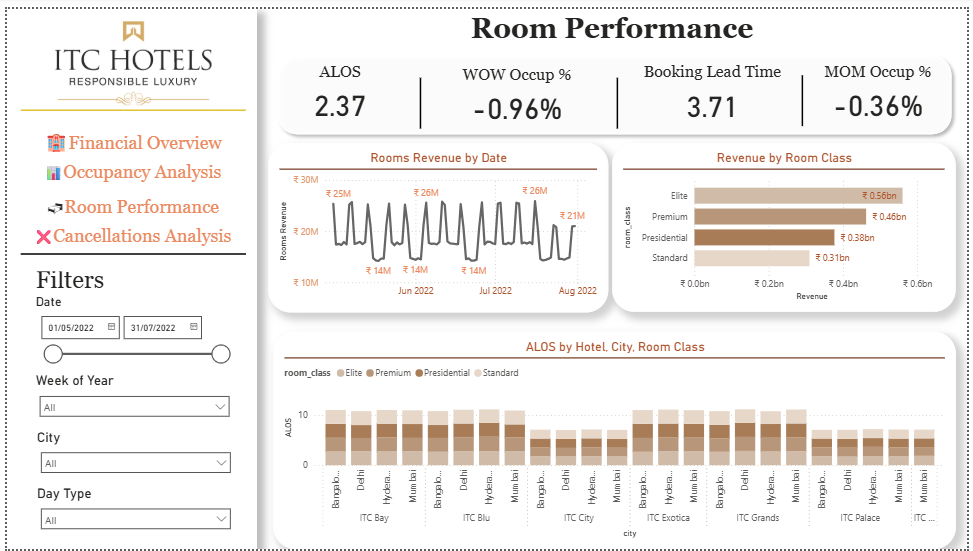 ITC HOTELS
RESPONSIBLE LUXURY
Financial Overview
Occupancy Analysis
Room Performance
Cancellations Analysis
Filters
Date
01/05/2022 31/07/2022
Week of Year
All
City
All
Day Type
All
Room Performance
ALOS WOW Occup % Booking Lead Time MOM Occup %
2.37 -0.96% 3.71 -0.36%
Rooms Revenue by Date
Rooms Revenue
₹ 30M
₹ 20M
₹ 10M
₹ 25M ₹ 26M ₹ 26M ₹ 21M
₹ 14M ₹ 14M ₹ 14M
Jun 2022 Jul 2022 Aug 2022
Revenue by Room Class
room_class
Elite ₹ 0.56bn
Premium ₹ 0.46bn
Presidential ₹ 0.38bn
Standard ₹ 0.31bn
₹ 0.0bn ₹ 0.2bn ₹ 0.4bn ₹ 0.6bn
Revenue
ALOS by Hotel, City, Room Class
room_class Elite Premium Presidential Standard
ALOS
10
0
Bangalo... Delhi Hydera... Mumbai Bangalo... Delhi Hydera... Mumbai Bangalo... Delhi Hydera... Mumbai Bangalo... Delhi Hydera... Mumbai Bangalo... Delhi Hydera... Mumbai Bangalo... Delhi Hydera... Mumbai Mumbai
ITC Bay ITC Blu ITC City ITC Exotica ITC Grands ITC Palace ITC ...
city